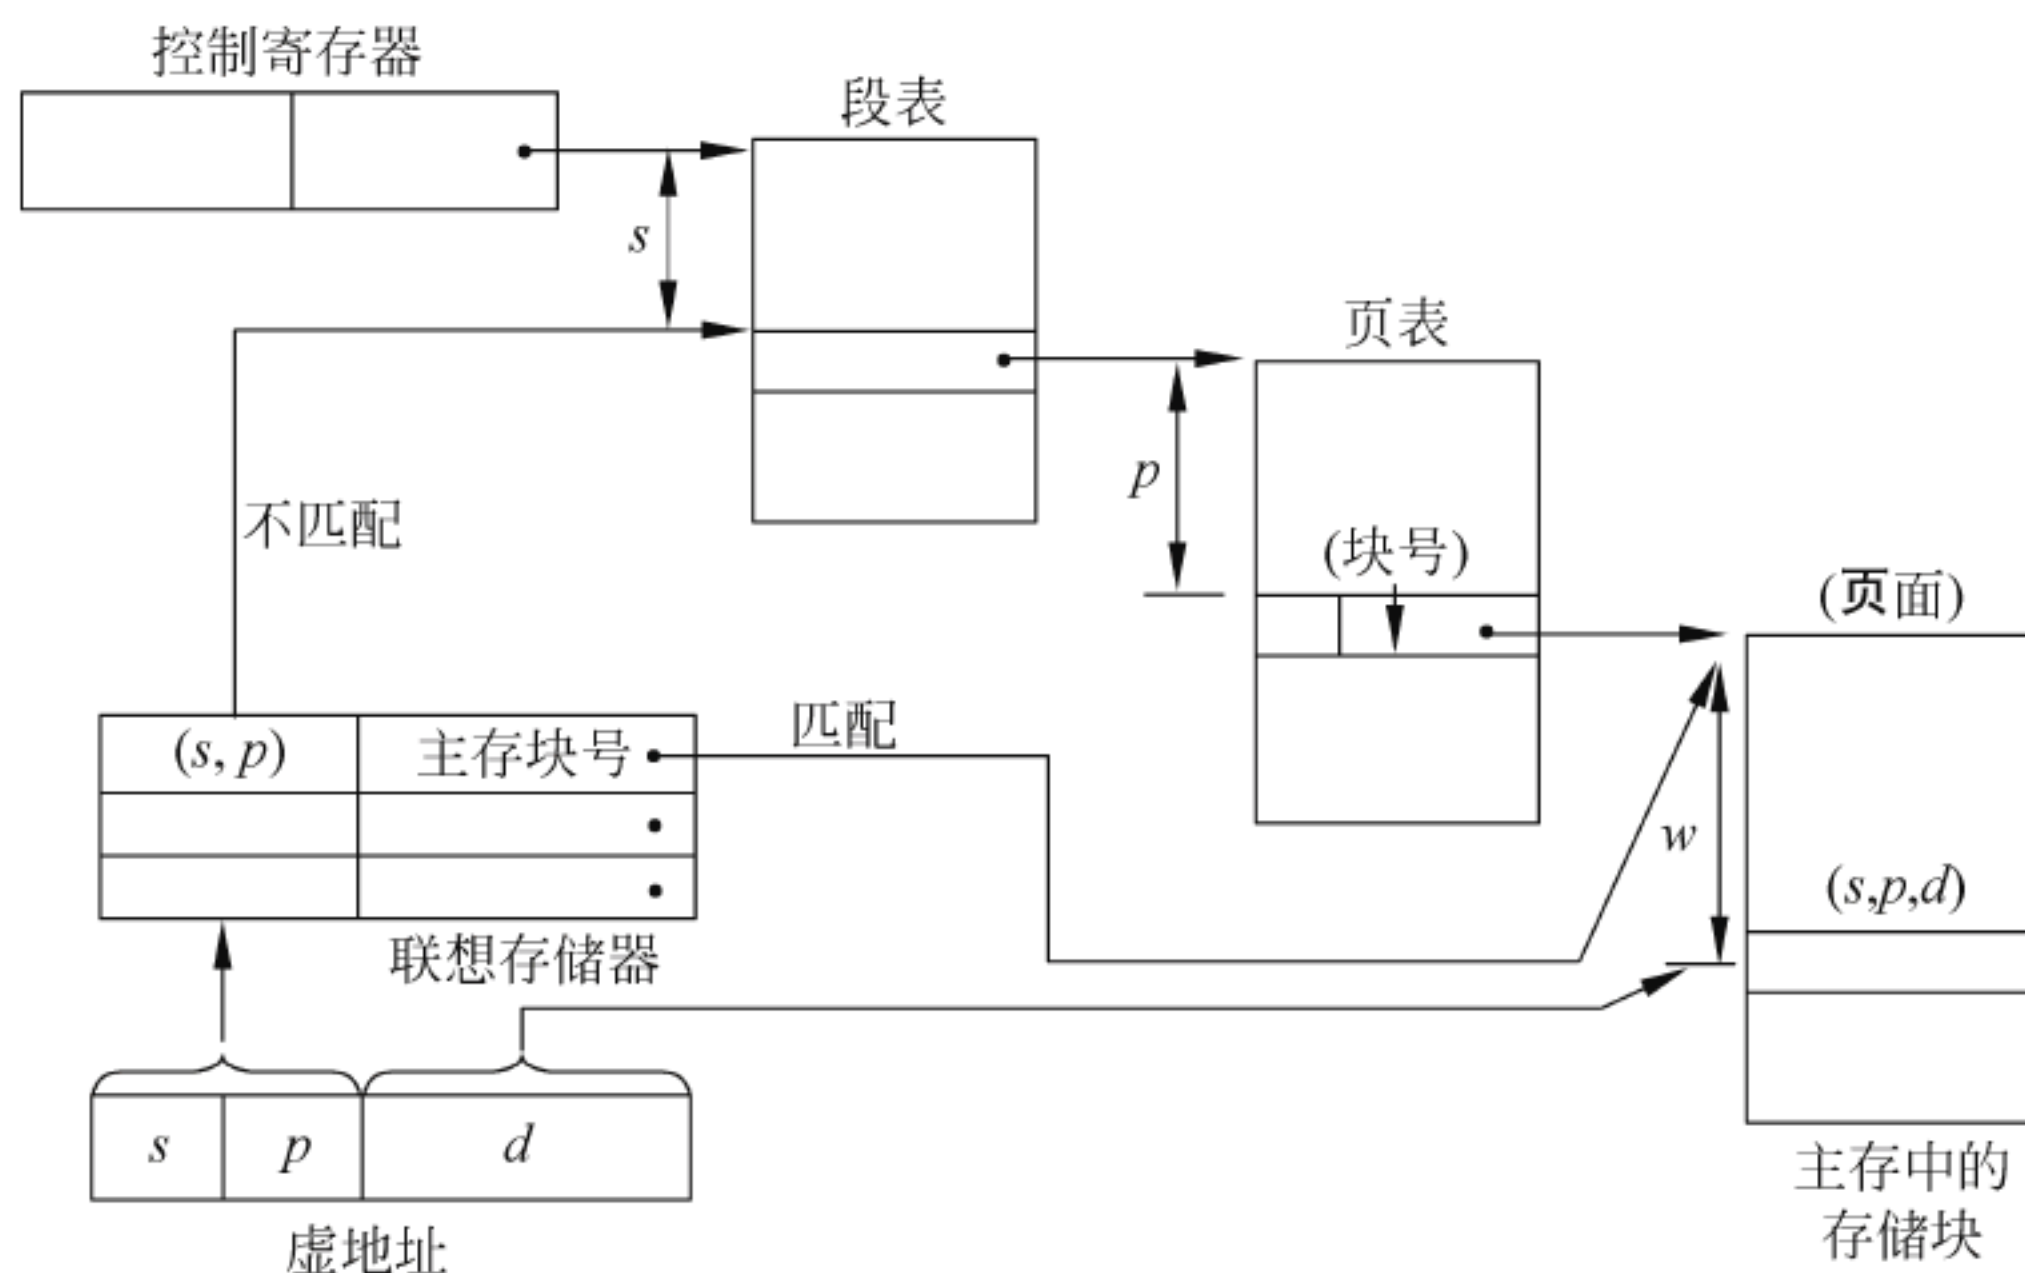 控制寄存器
段表
s
页表
p
不匹配
(块号)
(页面)
(s, p)
主存块号
匹配
w
(s,p,d)
联想存储器
s
p
d
虚地址
主存中的
存储块